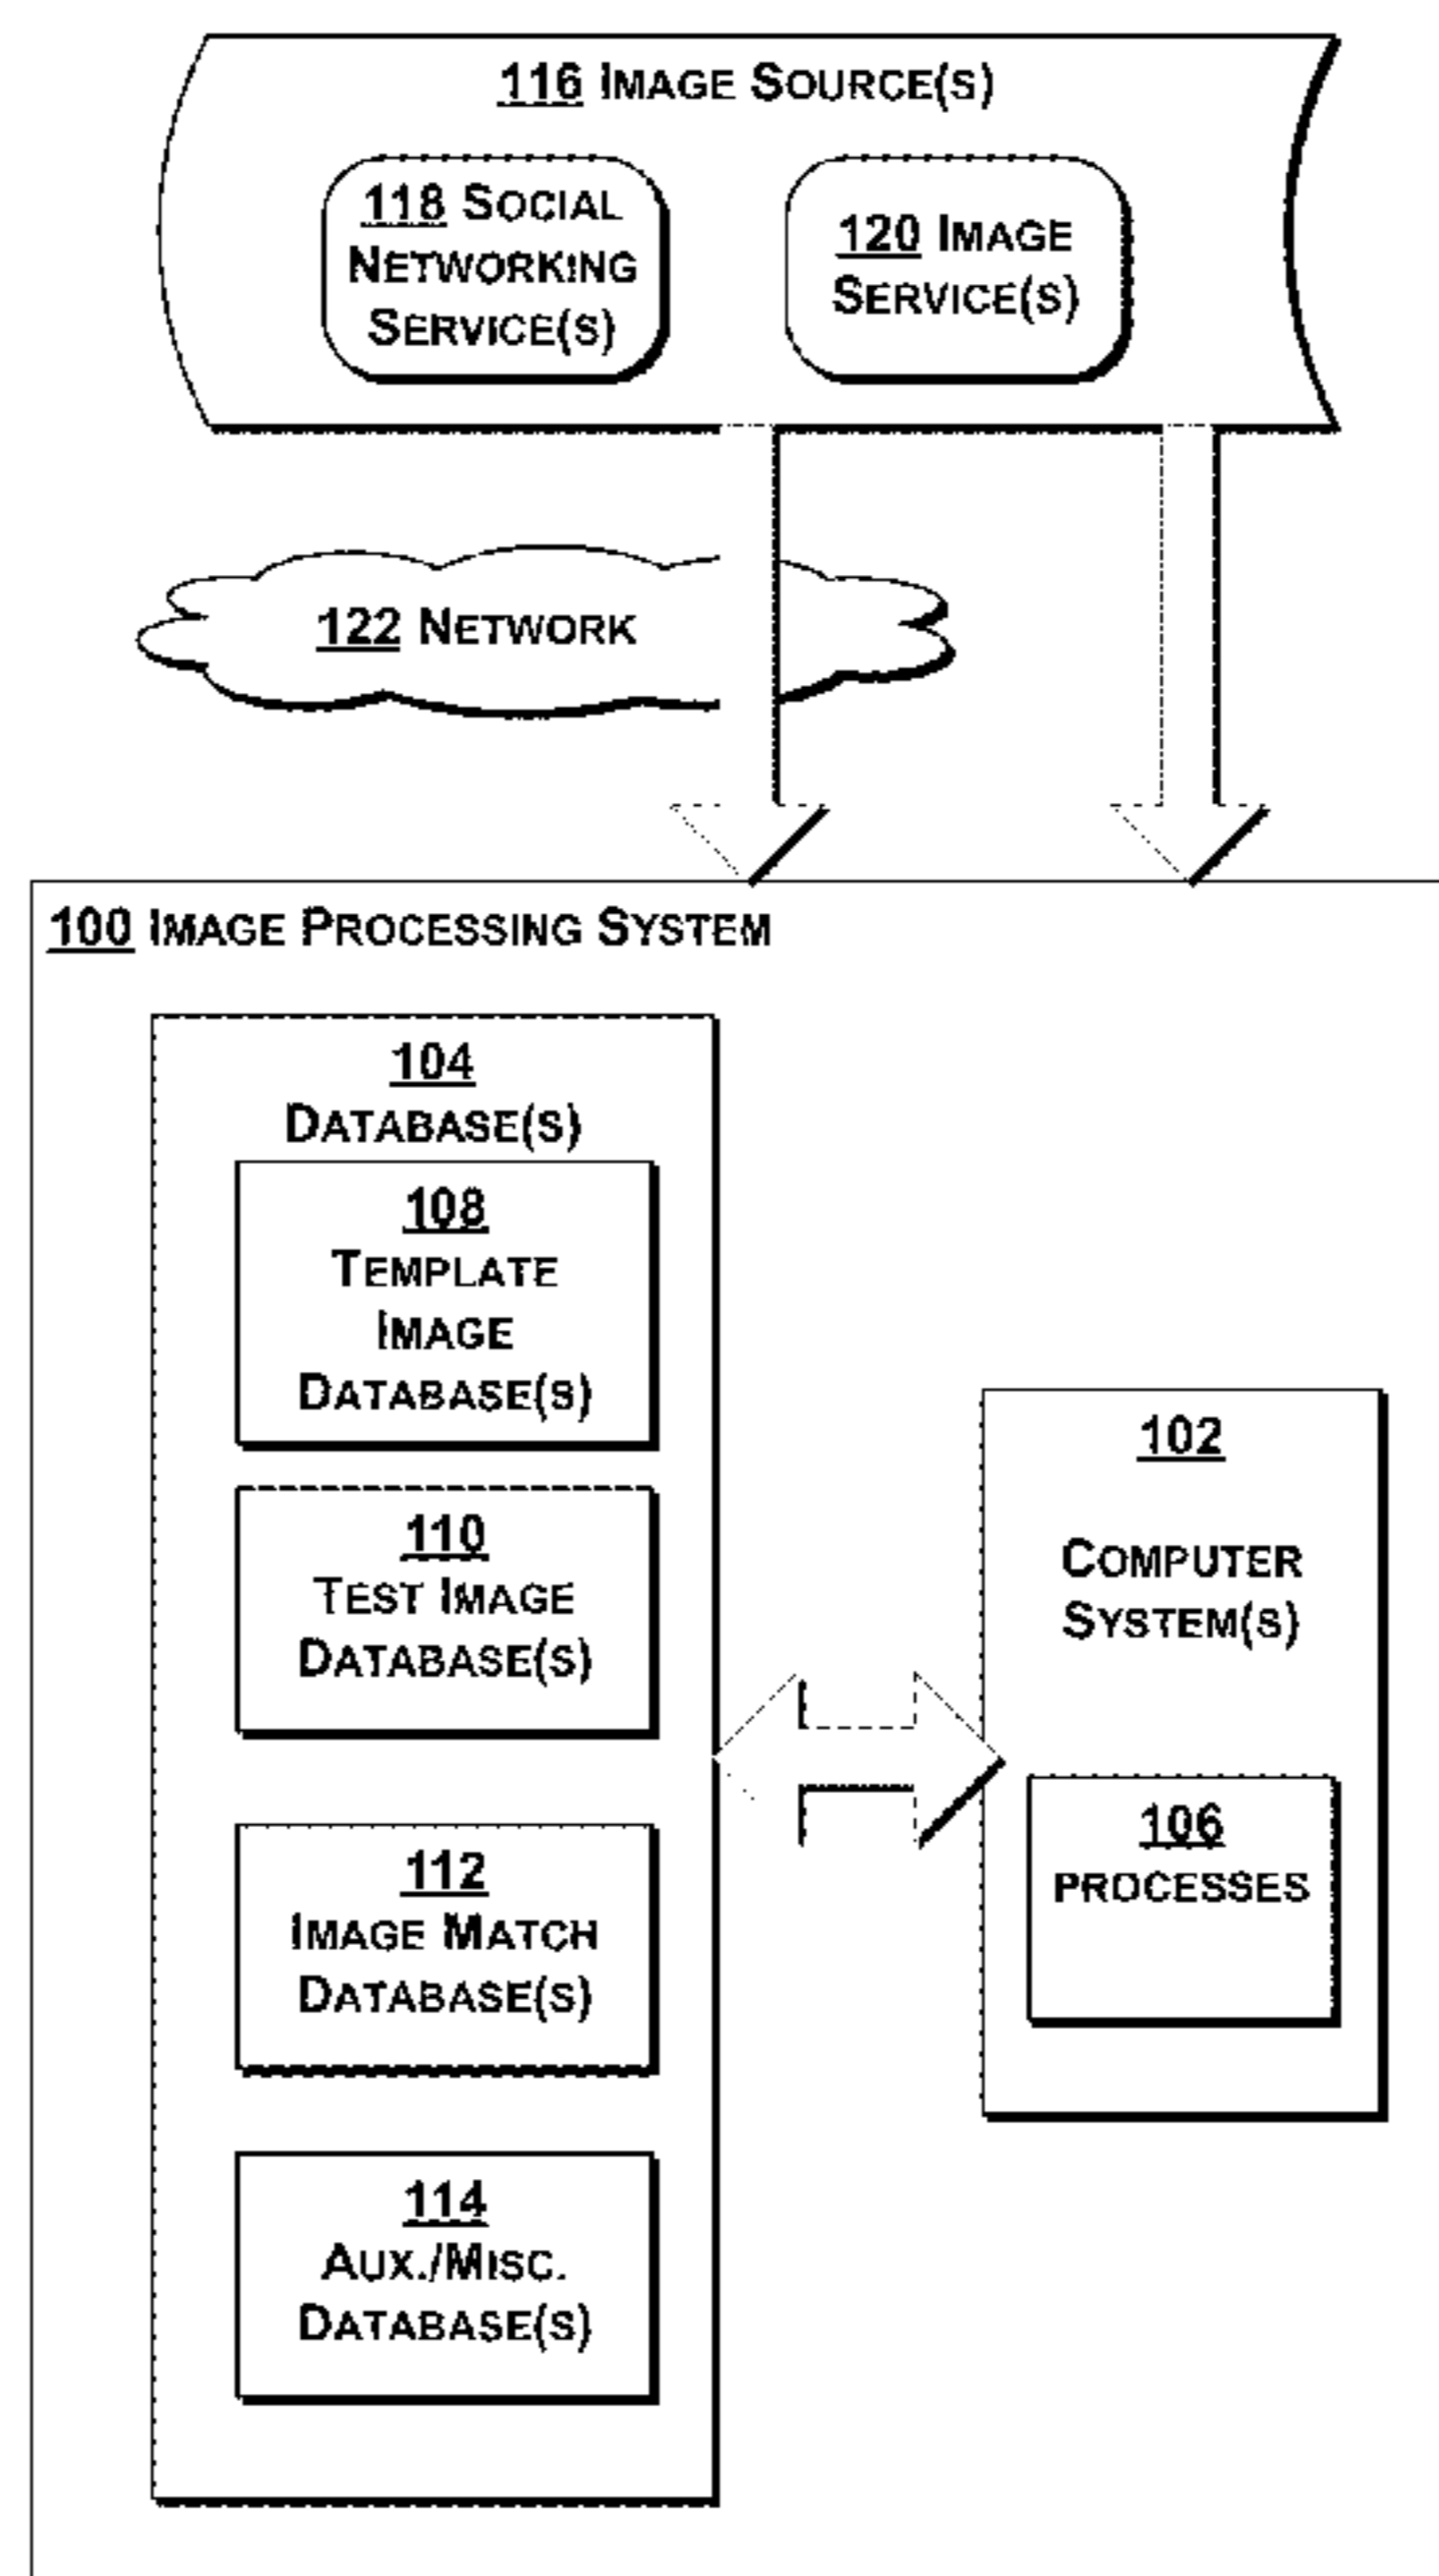 116 IMAGE SOURCE(S)
118 SOCIAL
NETWORKING
SERVICE(S)
120 IMAGE
SERVICE(S)
122 NETWORK
100 IMAGE PROCESSING SYSTEM
104
DATABASE(S)
108
TEMPLATE
IMAGE
DATABASE(S)
110
TEST IMAGE
DATABASE(S)
112
IMAGE MATCH
DATABASE(S)
114
AUX./MISC.
DATABASE(S)
102
COMPUTER
SYSTEM(S)
106
PROCESSES